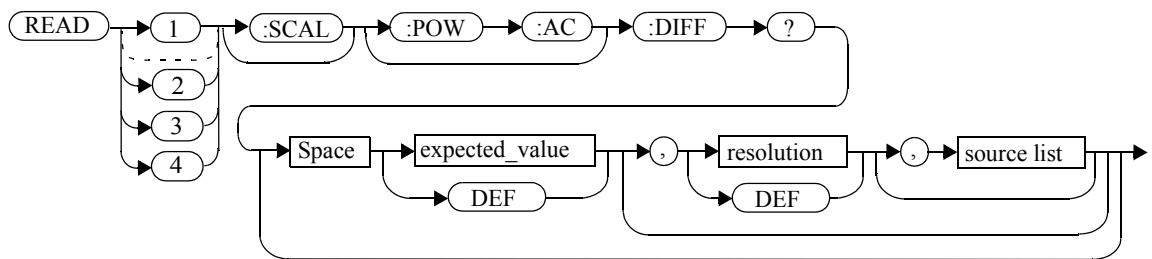 READ 1 :SCAL :POW :AC :DIFF ?
2
3
4
Space expected_value , resolution , source list
DEF DEF